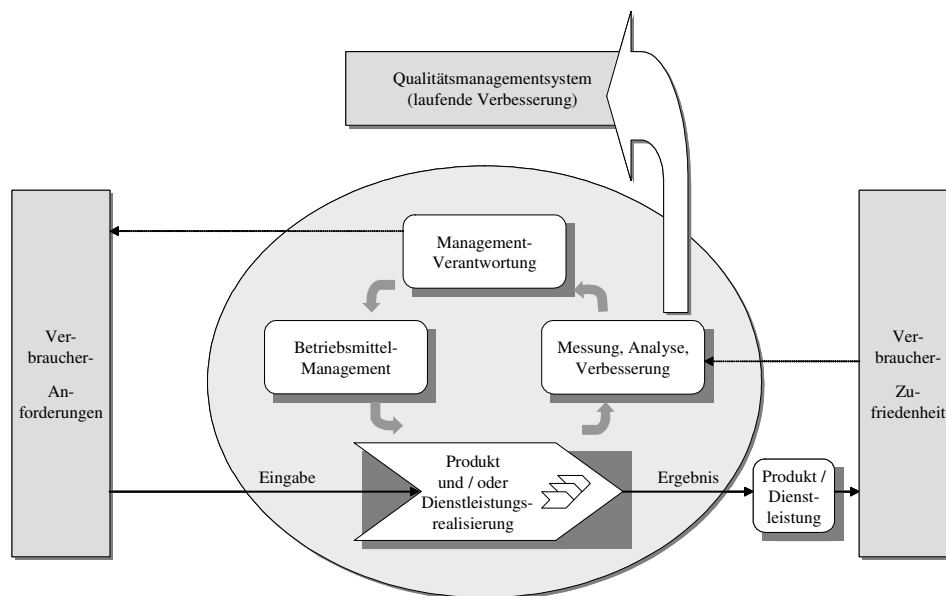 Qualitätsmanagementsystem
(laufende Verbesserung)
Management-
Verantwortung
Ver-
braucher-
An-
forderungen
Betriebsmittel-
Management
Messung, Analyse,
Verbesserung
Ver-
braucher-
Zu-
friedenheit
Eingabe
Produkt
und / oder
Dienstleistungs-
realisierung
Ergebnis
Produkt /
Dienst-
leistung